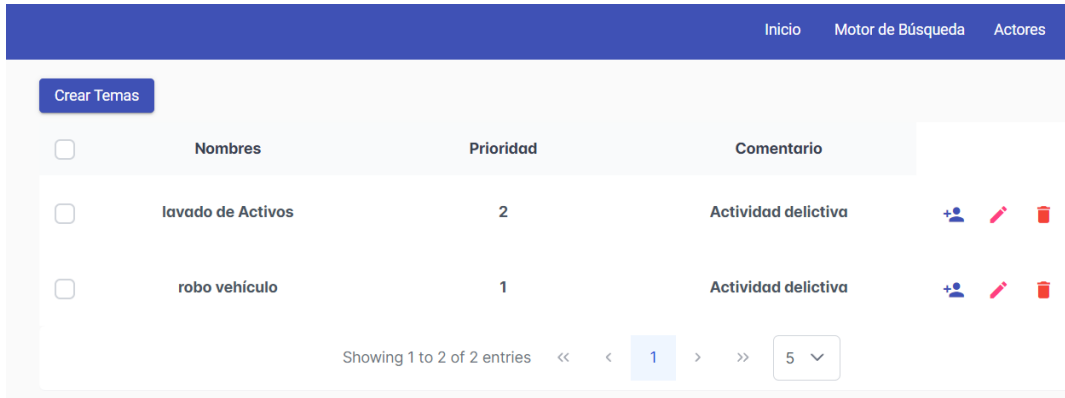 Inicio Motor de Búsqueda Actores
Crear Temas
Nombres Prioridad Comentario
lavado de Activos 2 Actividad delictiva
robo vehículo 1 Actividad delictiva
Showing 1 to 2 of 2 entries << < 1 > >> 5